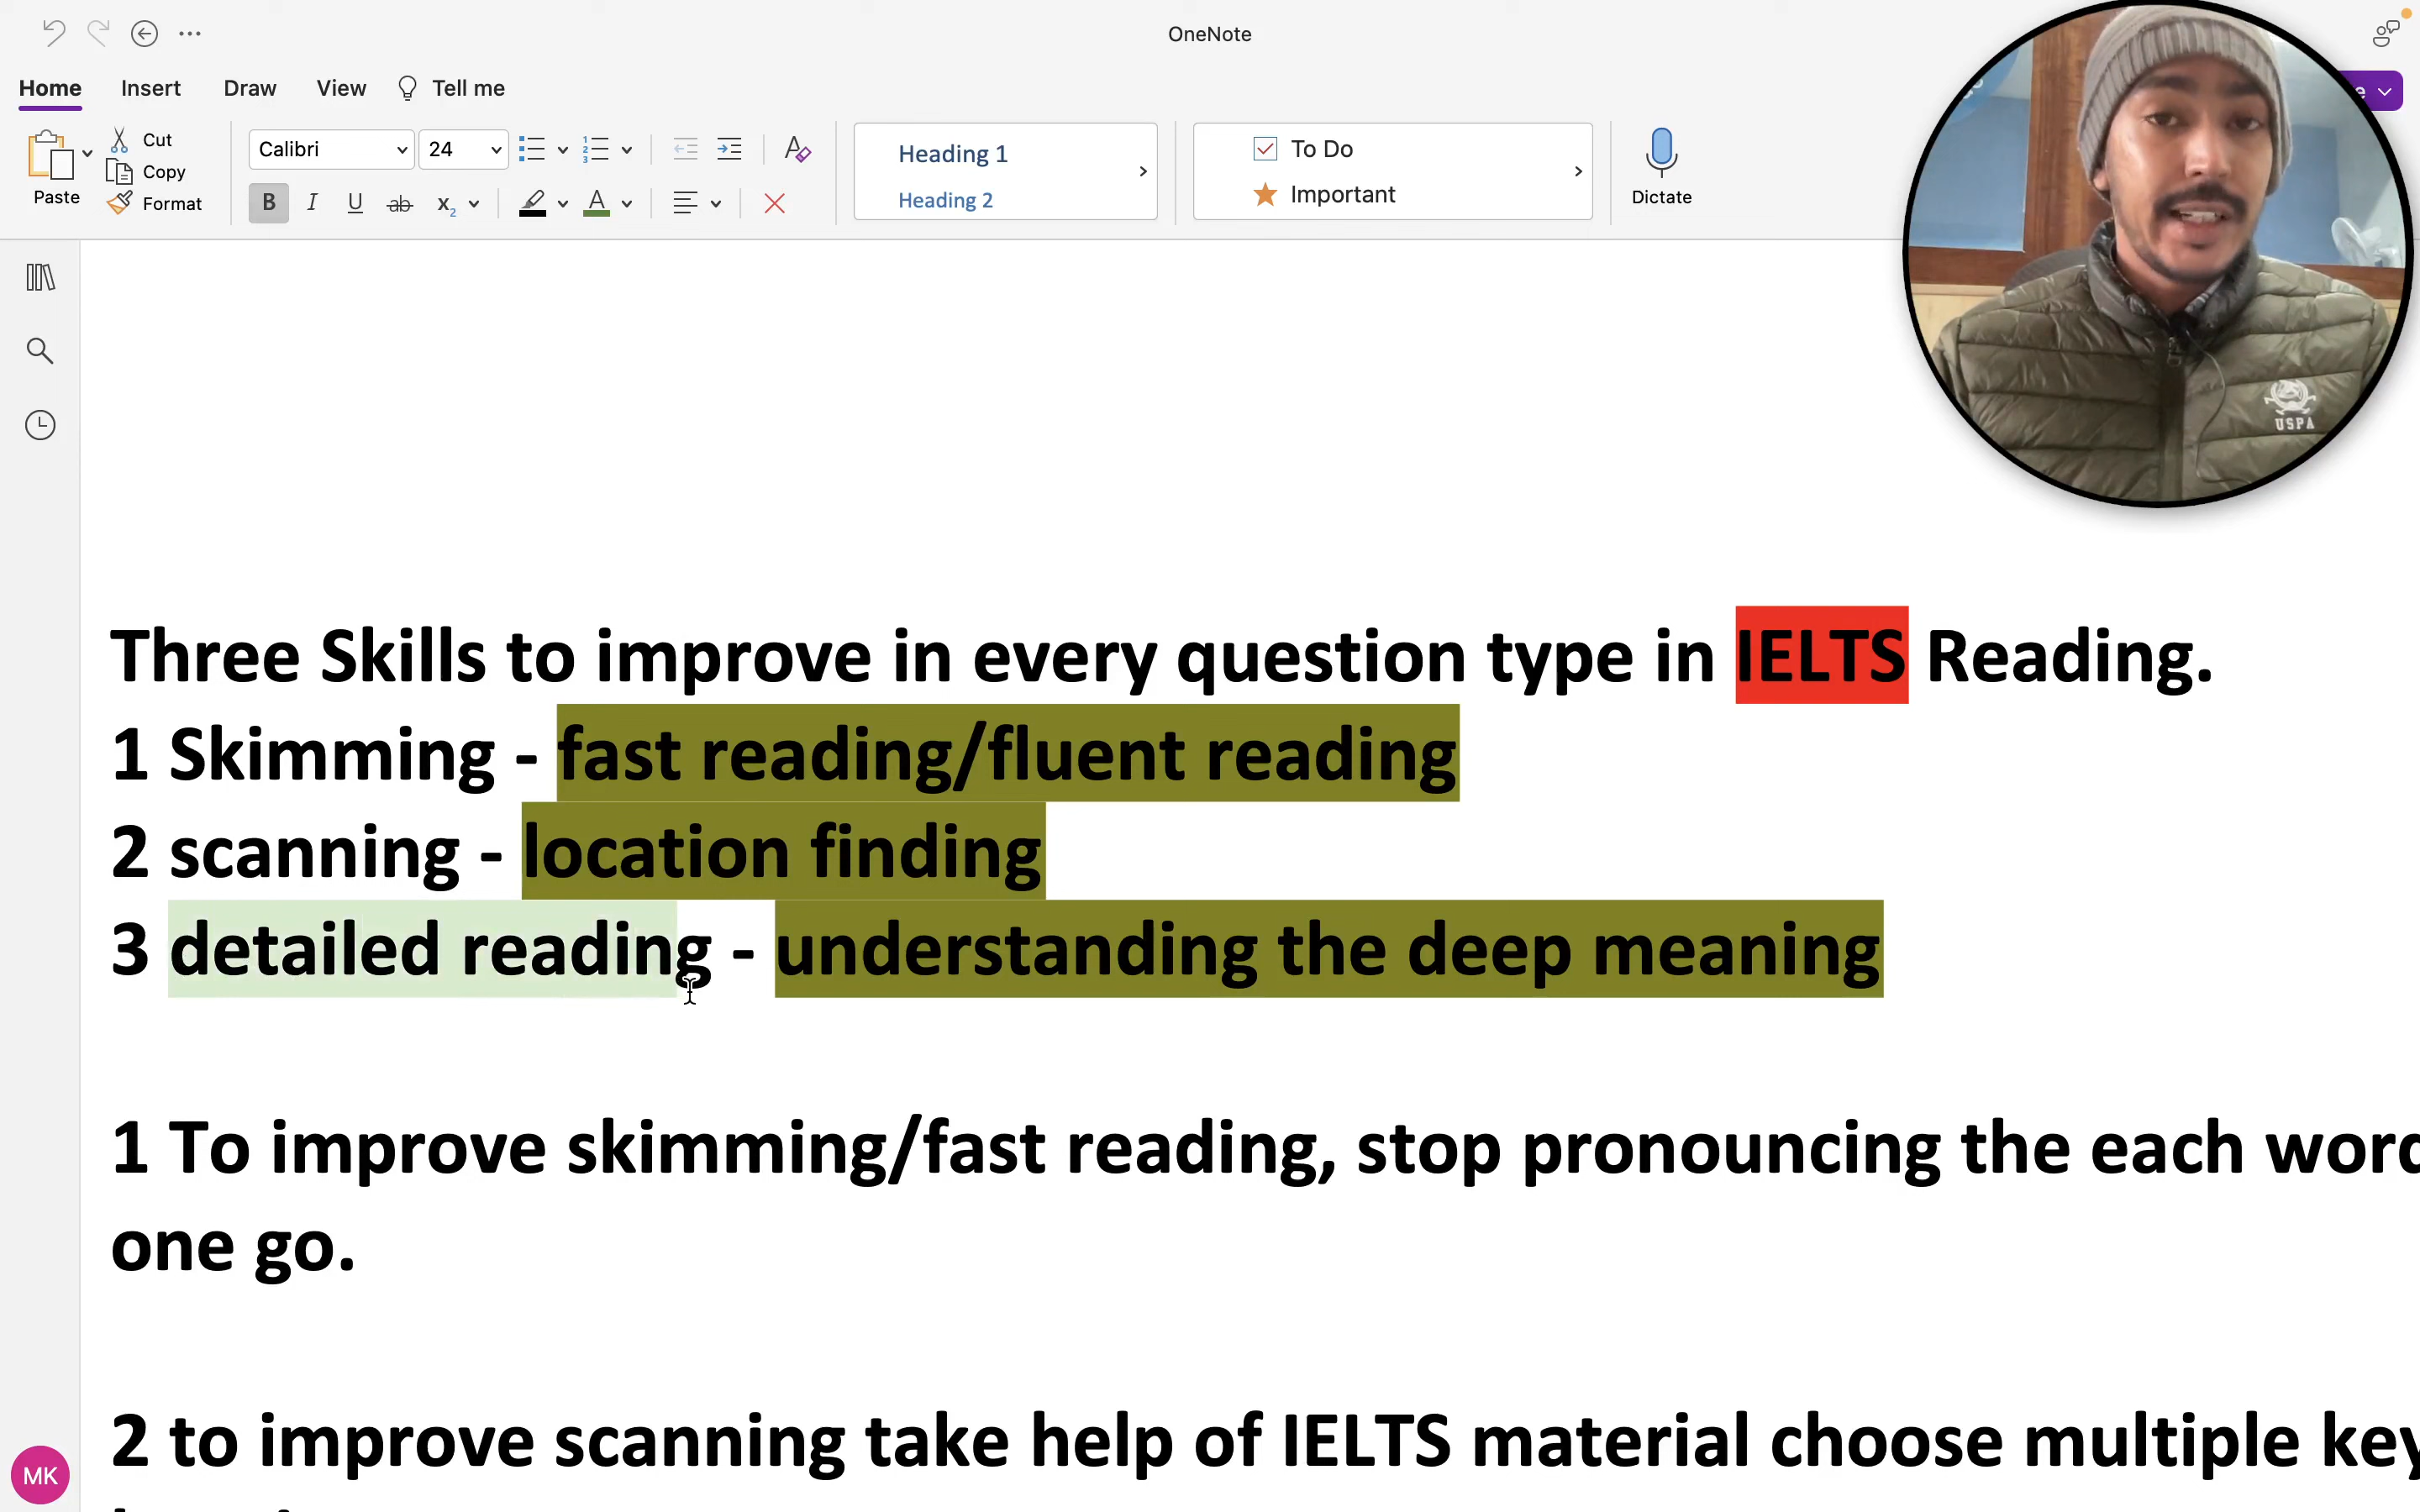 OneNote
Home Insert Draw View Tell me
Cut
Copy
Paste
Format
Calibri 24
B I U ab x2 A
Heading 1
Heading 2
To Do
Important
Dictate
USPA
Three Skills to improve in every question type in IELTS Reading.
1 Skimming - fast reading/fluent reading
2 scanning - location finding
3 detailed reading - understanding the deep meaning
1 To improve skimming/fast reading, stop pronouncing the each word
one go.
2 to improve scanning take help of IELTS material choose multiple key
MK